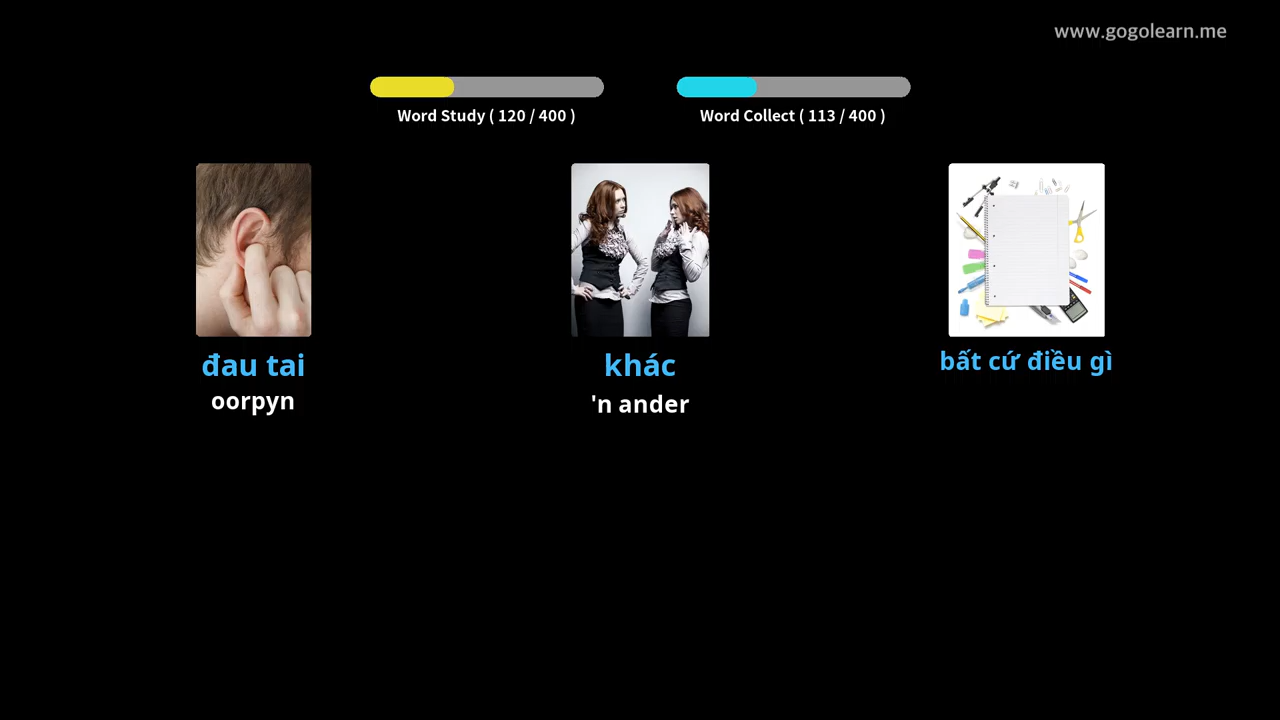 www.gogolearn.me
Word Study ( 120 / 400 )
Word Collect ( 113 / 400 )
đau tai
oorpyn
khác
'n ander
bất cứ điều gì